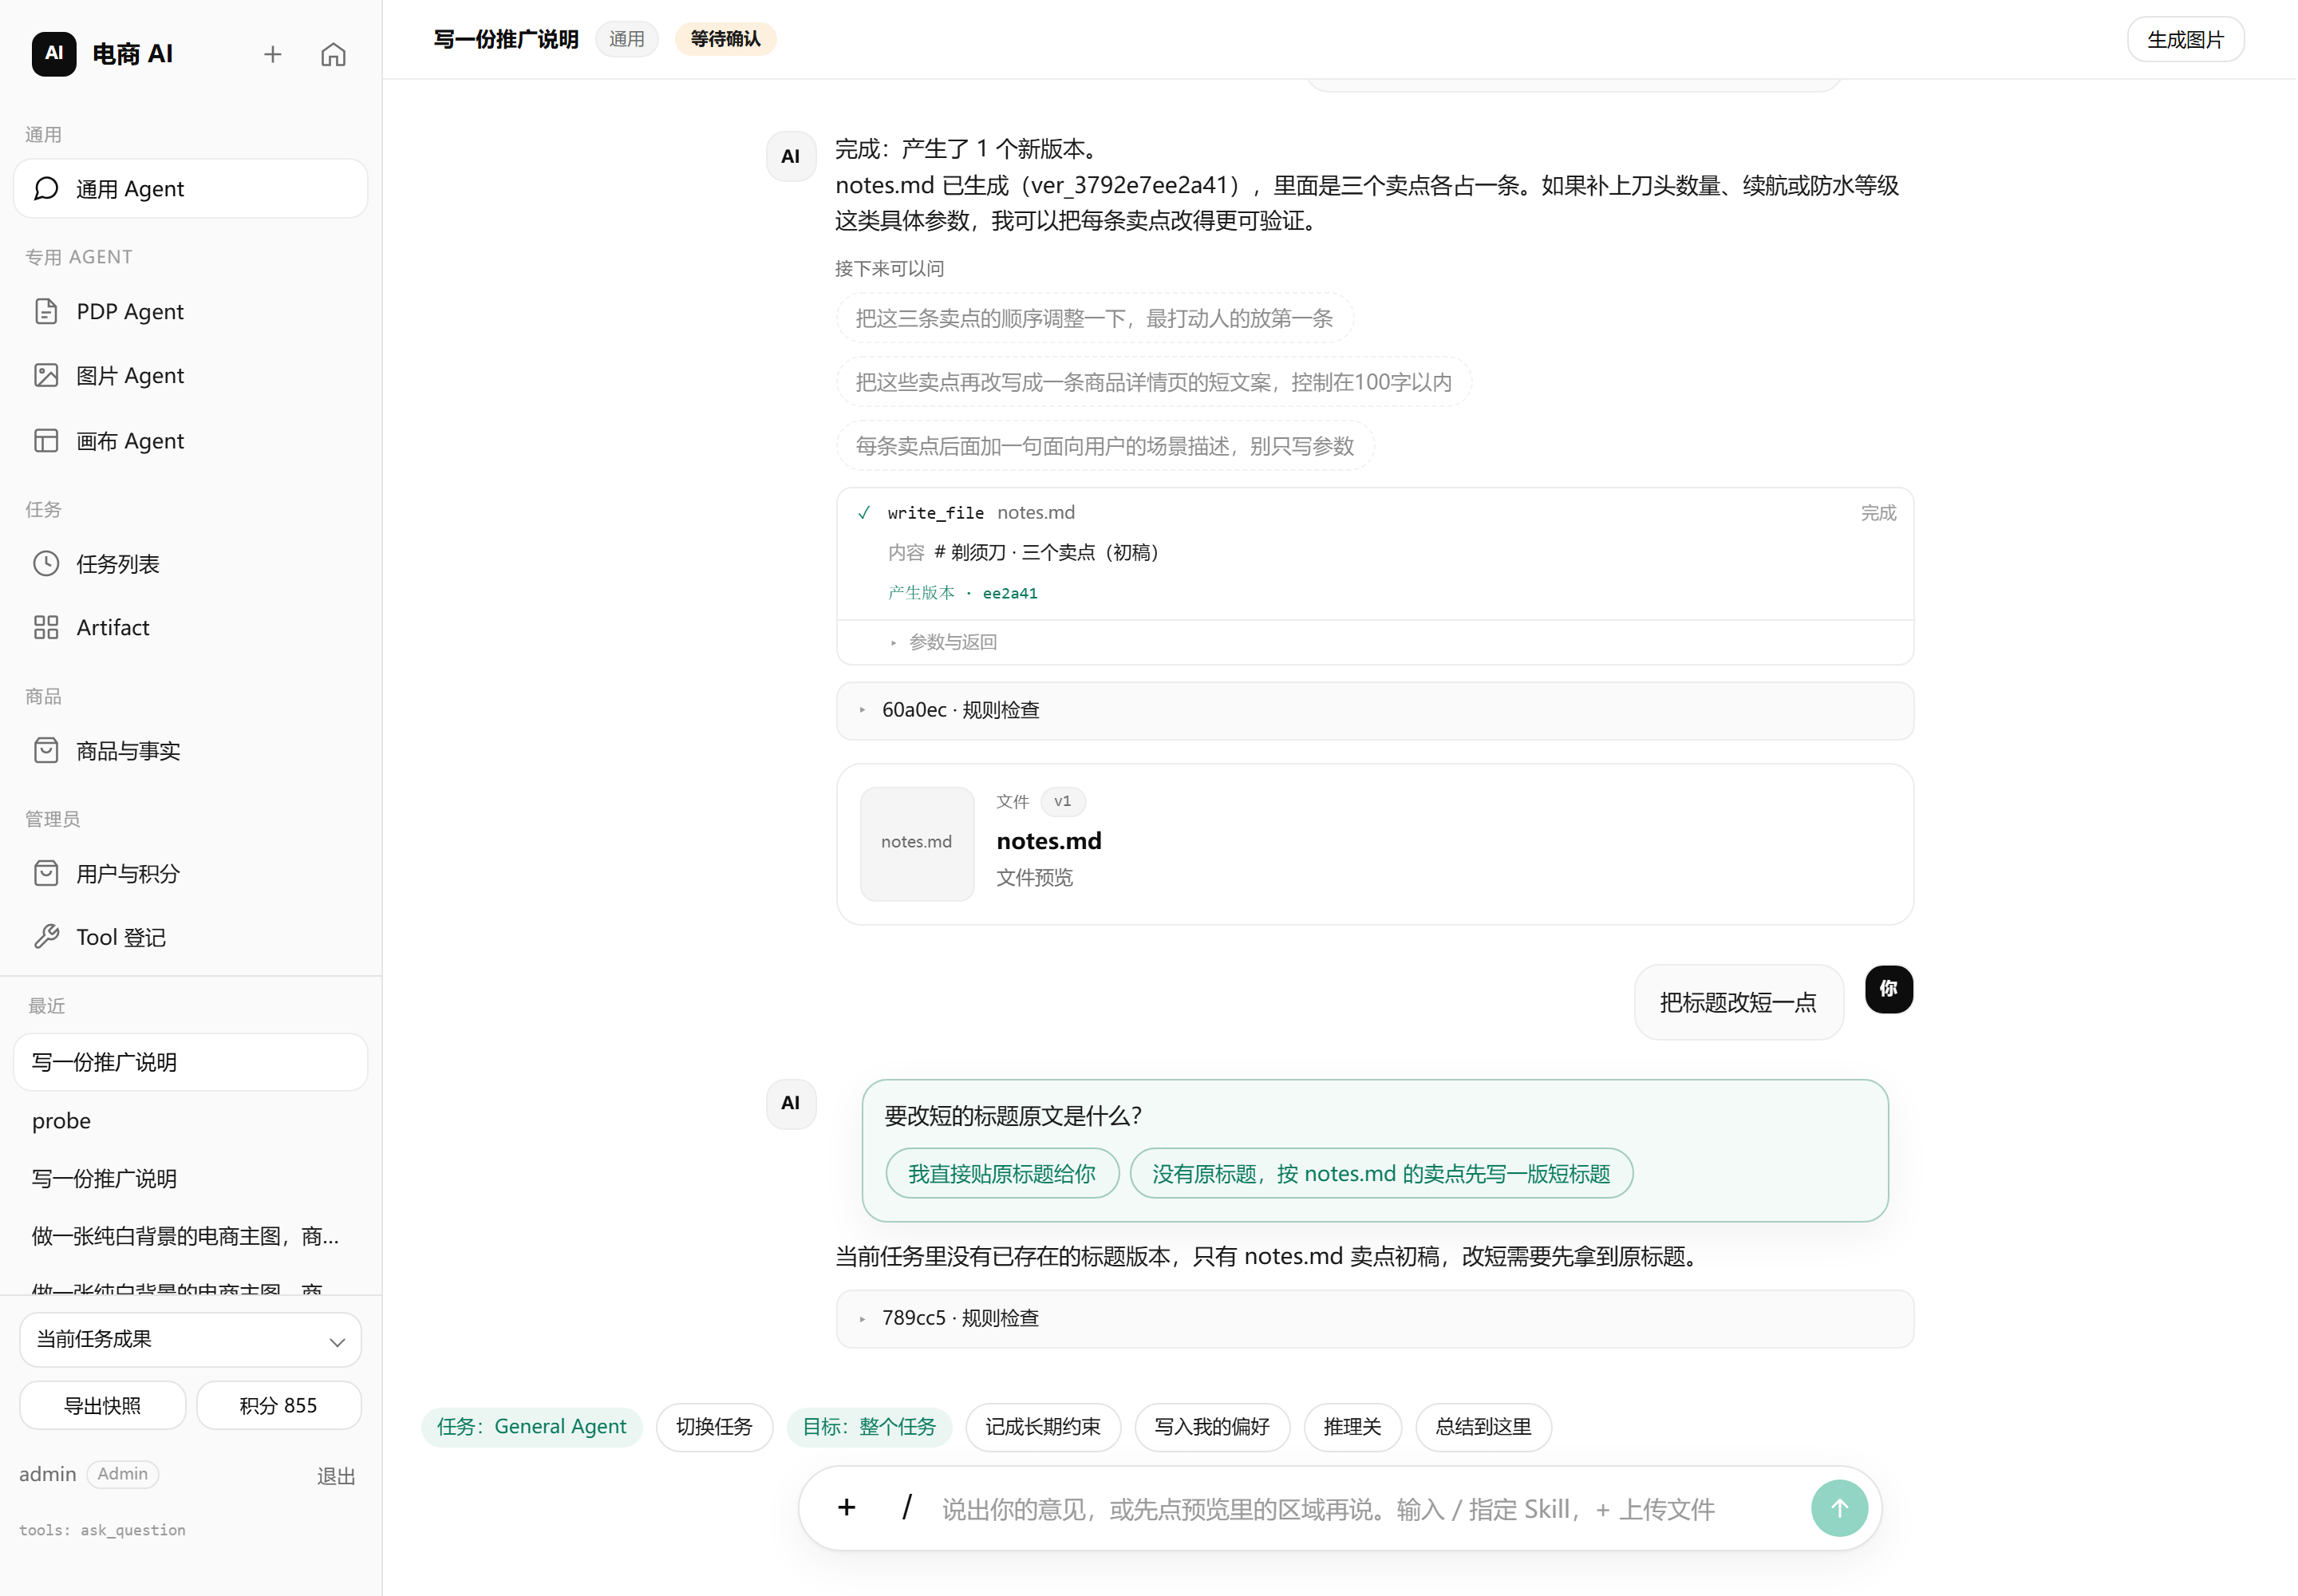 AI 电商 AI
通用
通用 Agent
专用 AGENT
PDP Agent
图片 Agent
画布 Agent
任务
任务列表
Artifact
商品
商品与事实
管理员
用户与积分
Tool 登记
最近
写一份推广说明
probe
写一份推广说明
做一张纯白背景的电商主图，商...
做一张纯白背景的电商主图，商...
当前任务成果
导出快照 积分 855
admin Admin 退出
tools: ask_question
写一份推广说明 通用 等待确认 生成图片
AI 完成：产生了 1 个新版本。
notes.md 已生成（ver_3792e7ee2a41），里面是三个卖点各占一条。如果补上刀头数量、续航或防水等级
这类具体参数，我可以把每条卖点改得更可验证。
接下来可以问
把这三条卖点的顺序调整一下，最打动人的放第一条
把这些卖点再改写成一条商品详情页的短文案，控制在100字以内
每条卖点后面加一句面向用户的场景描述，别只写参数
✓ write_file notes.md 完成
内容 # 剃须刀 · 三个卖点（初稿）
产生版本 · ee2a41
▸ 参数与返回
▸ 60a0ec · 规则检查
notes.md
文件 v1
notes.md
文件预览
把标题改短一点 你
AI
要改短的标题原文是什么？
我直接贴原标题给你 没有原标题，按 notes.md 的卖点先写一版短标题
当前任务里没有已存在的标题版本，只有 notes.md 卖点初稿，改短需要先拿到原标题。
▸ 789cc5 · 规则检查
任务：General Agent 切换任务 目标：整个任务 记成长期约束 写入我的偏好 推理关 总结到这里
+ / 说出你的意见，或先点预览里的区域再说。输入 / 指定 Skill，+ 上传文件